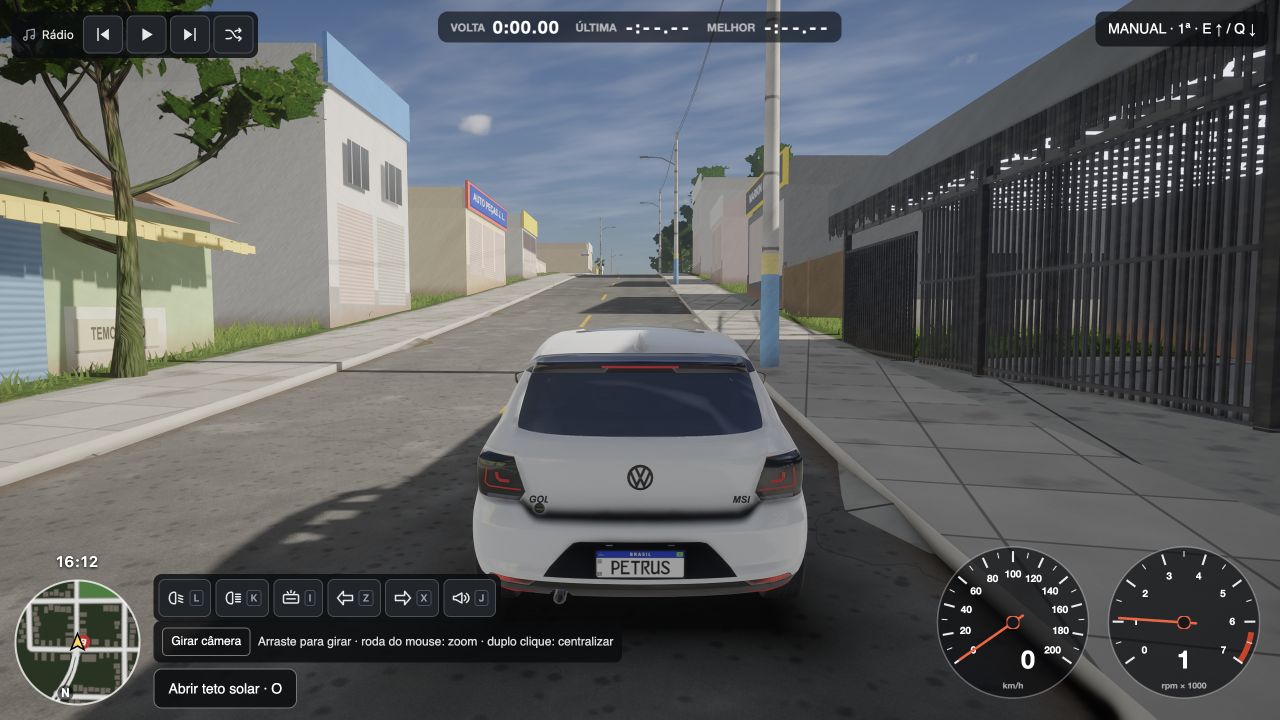 Rádio
VOLTA 0:00.00 ÚLTIMA -:--.-- MELHOR -:--.--
MANUAL · 1ª · E ↑ / Q ↓
AUTO PEÇAS J. L.
GOL
MSI
BRASIL
PETRUS
16:12
N
L
K
I
Z
X
J
Girar câmera
Arraste para girar · roda do mouse: zoom · duplo clique: centralizar
Abrir teto solar · O
0 20 40 60 80 100 120 140 160 180 200
0
km/h
0 1 2 3 4 5 6 7
1
rpm × 1000